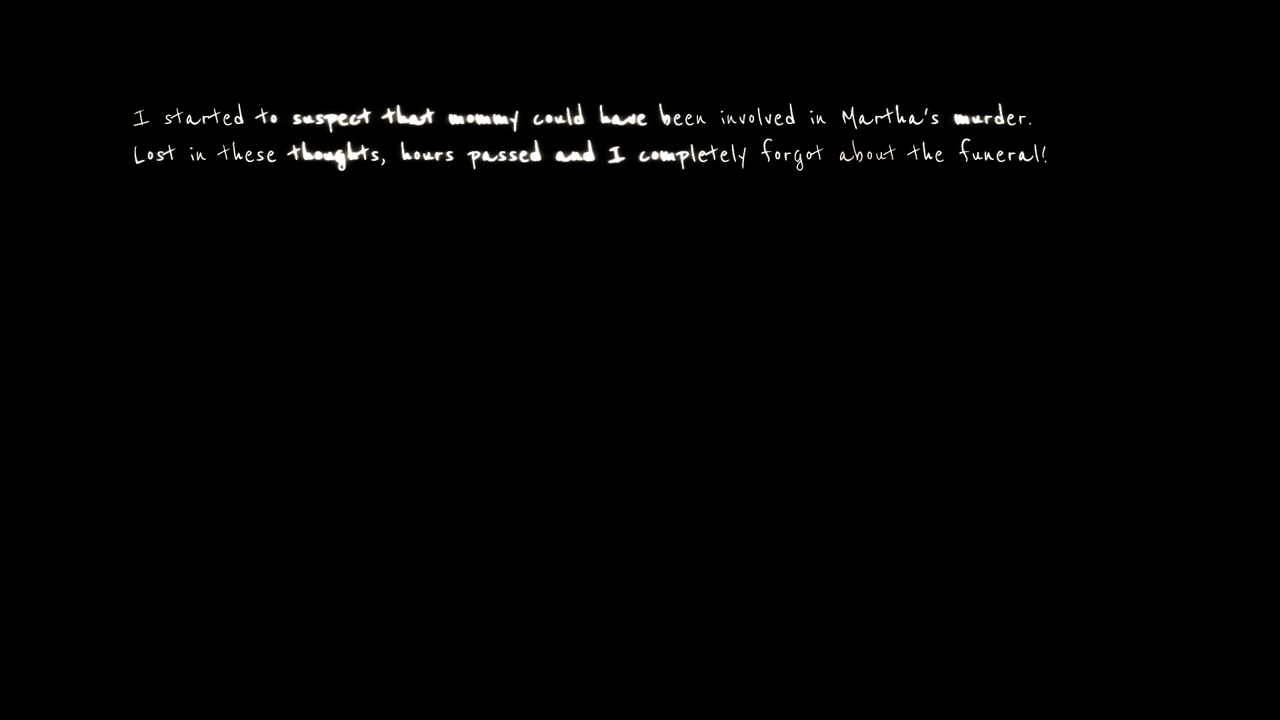 I started to suspect that mommy could have been involved in Martha's murder.
Lost in these thoughts, hours passed and I completely forgot about the funeral!